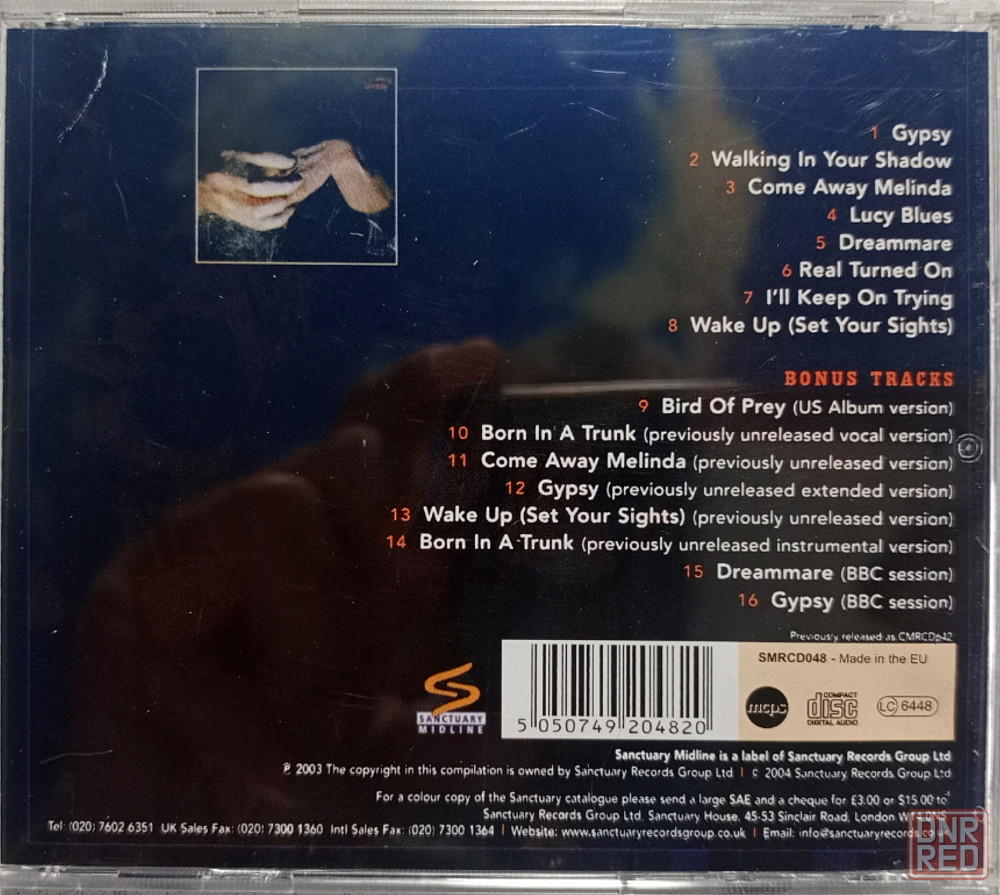 1 Gypsy
2 Walking In Your Shadow
3 Come Away Melinda
4 Lucy Blues
5 Dreammare
6 Real Turned On
7 I'll Keep On Trying
8 Wake Up (Set Your Sights)
BONUS TRACKS
9 Bird Of Prey (US Album version)
10 Born In A Trunk (previously unreleased vocal version)
11 Come Away Melinda (previously unreleased version)
12 Gypsy (previously unreleased extended version)
13 Wake Up (Set Your Sights) (previously unreleased version)
14 Born In A Trunk (previously unreleased instrumental version)
15 Dreammare (BBC session)
16 Gypsy (BBC session)
Previously released as
SMRCD048 - Made in the EU
mcps
COMPACT
disc
DIGITAL AUDIO
LC 6448
SANCTUARY
MIDLINE
5 050749 204820
Sanctuary Midline is a label of Sanctuary Records Group Ltd
℗ 2003 The copyright in this compilation is owned by Sanctuary Records Group Ltd I © 2004 Sanctuary Records Group Ltd
For a colour copy of the Sanctuary catalogue please send a large SAE and a cheque for £3.00 or $15.00 to
Sanctuary Records Group Ltd, Sanctuary House, 45-53 Sinclair Road, London W14 0NS
Tel: (020) 7602 6351 UK Sales Fax: (020) 7300 1360 Intl Sales Fax: (020) 7300 1364 I Website: www.sanctuaryrecordsgroup.co.uk I Email: info@sanctuaryrecords.co.uk
PNR
RED